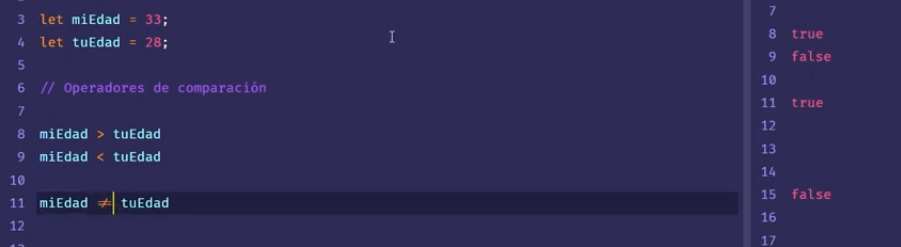 3 let miEdad = 33;
4 let tuEdad = 28;
5
6 // Operadores de comparación
7
8 miEdad > tuEdad
9 miEdad < tuEdad
10
11 miEdad ≠ tuEdad
12
7
8 true
9 false
10
11 true
12
13
14
15 false
16
17